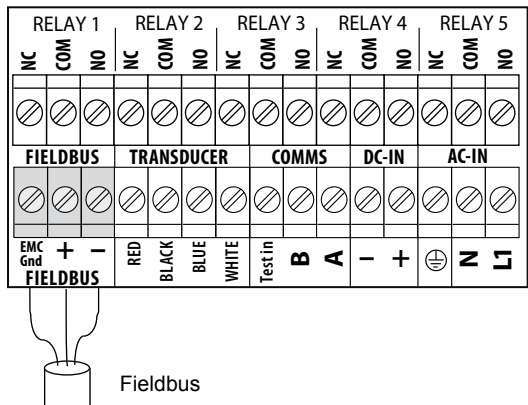 RELAY 1 RELAY 2 RELAY 3 RELAY 4 RELAY 5
NC COM NO NC COM NO NC COM NO NC COM NO NC COM NO
FIELDBUS TRANSDUCER COMMS DC-IN AC-IN
EMC Gnd + − RED BLACK BLUE WHITE Test in B A − + N L1
FIELDBUS
Fieldbus